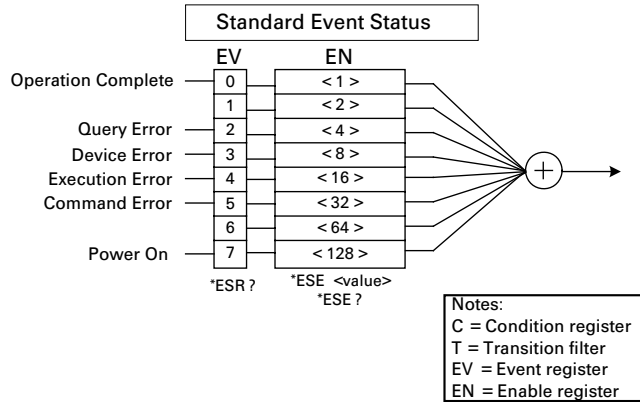 Standard Event Status
EV EN
Operation Complete 0 < 1 >
1 < 2 >
Query Error 2 < 4 >
Device Error 3 < 8 >
Execution Error 4 < 16 >
Command Error 5 < 32 >
6 < 64 >
Power On 7 < 128 >
*ESR ? *ESE <value>
*ESE ?
+
Notes:
C = Condition register
T = Transition filter
EV = Event register
EN = Enable register